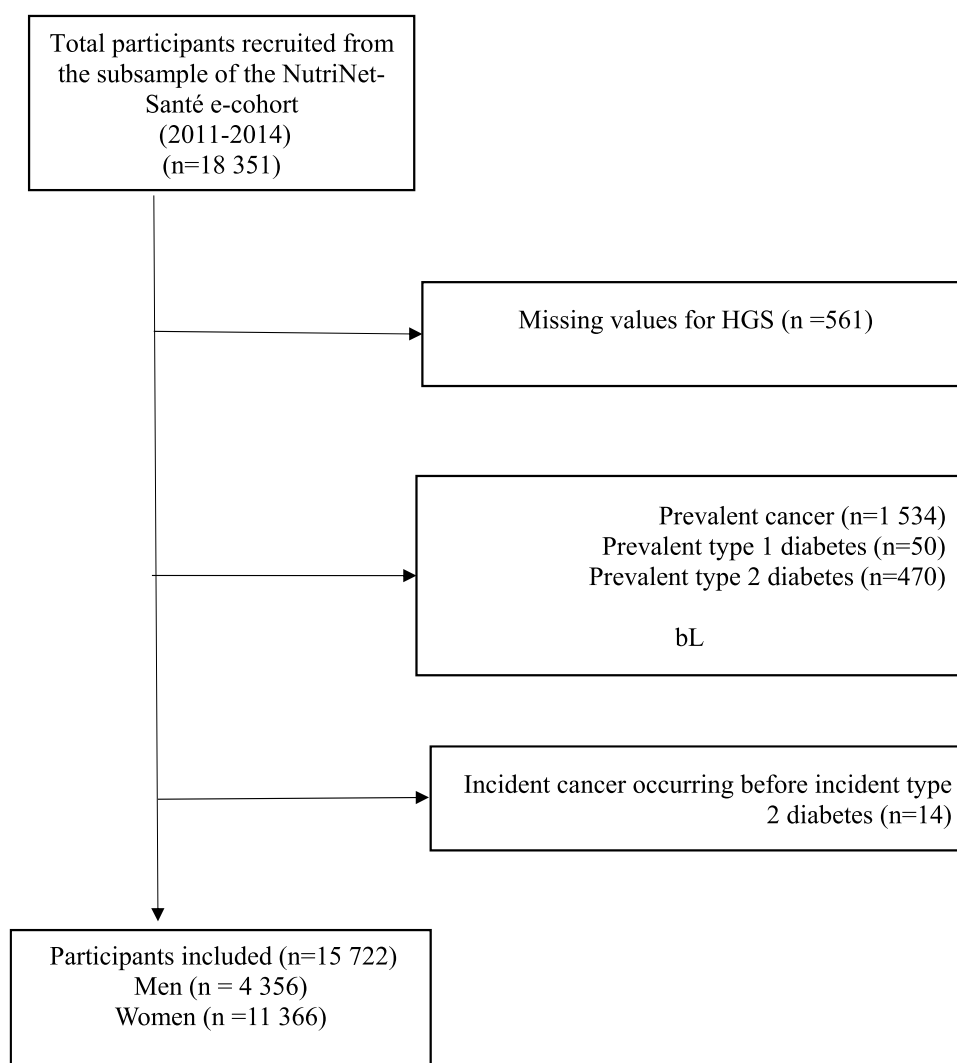 Total participants recruited from
the subsample of the NutriNet-
Santé e-cohort
(2011-2014)
(n=18 351)
Missing values for HGS (n =561)
Prevalent cancer (n=1 534)
Prevalent type 1 diabetes (n=50)
Prevalent type 2 diabetes (n=470)
bL
Incident cancer occurring before incident type
2 diabetes (n=14)
Participants included (n=15 722)
Men (n = 4 356)
Women (n =11 366)